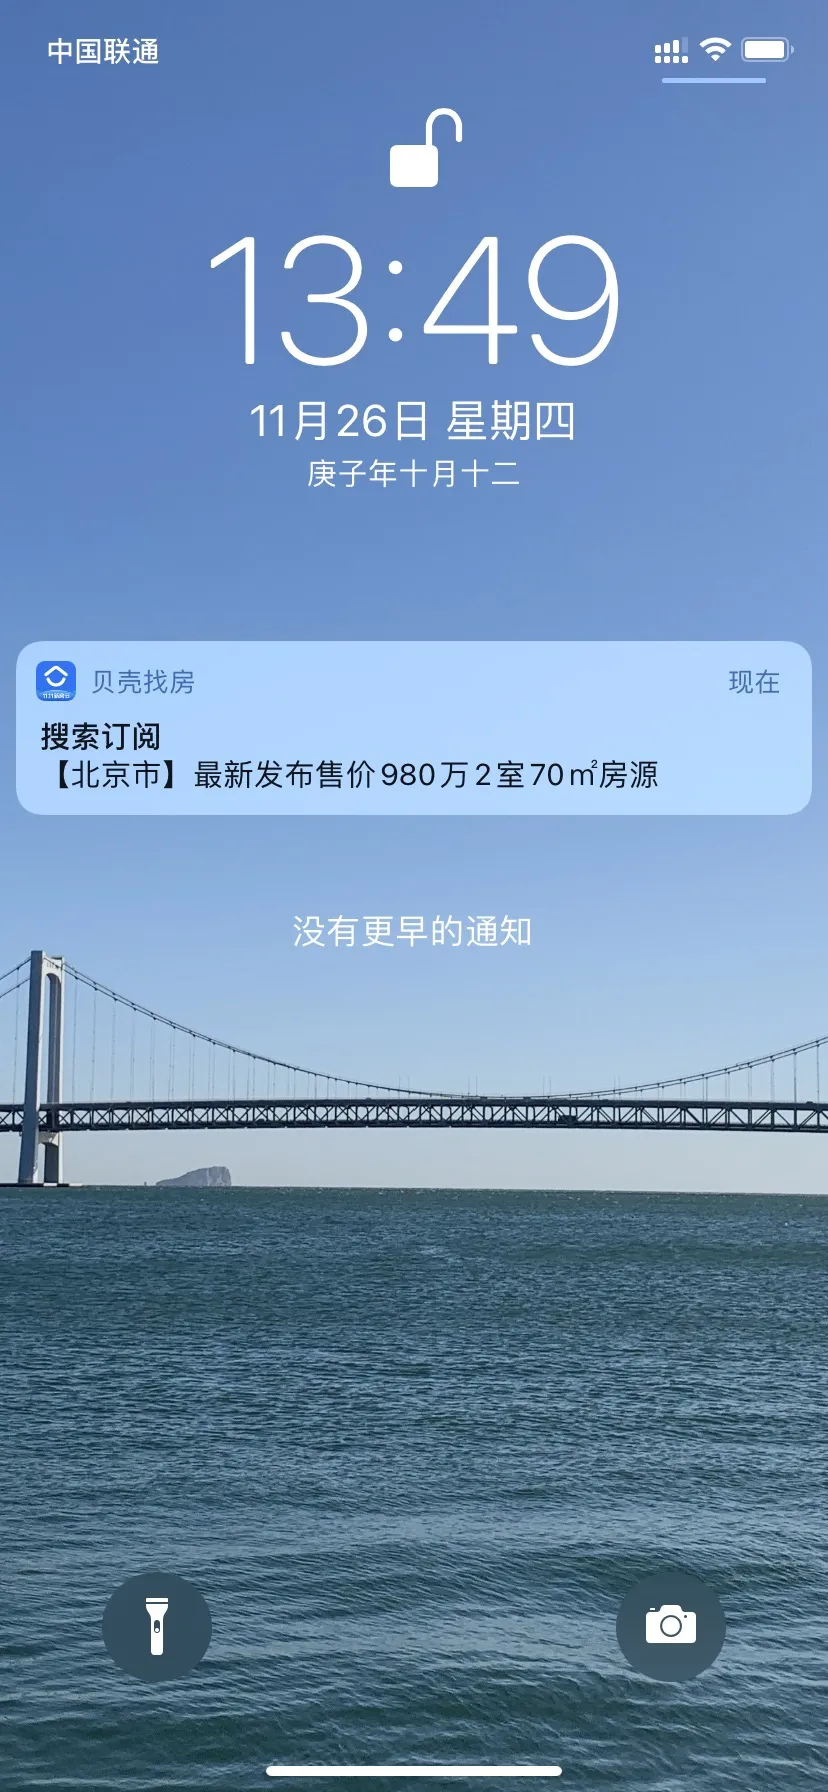 中国联通
13:49
11月26日 星期四
庚子年十月十二
贝壳找房
现在
搜索订阅
【北京市】最新发布售价980万2室70㎡房源
没有更早的通知